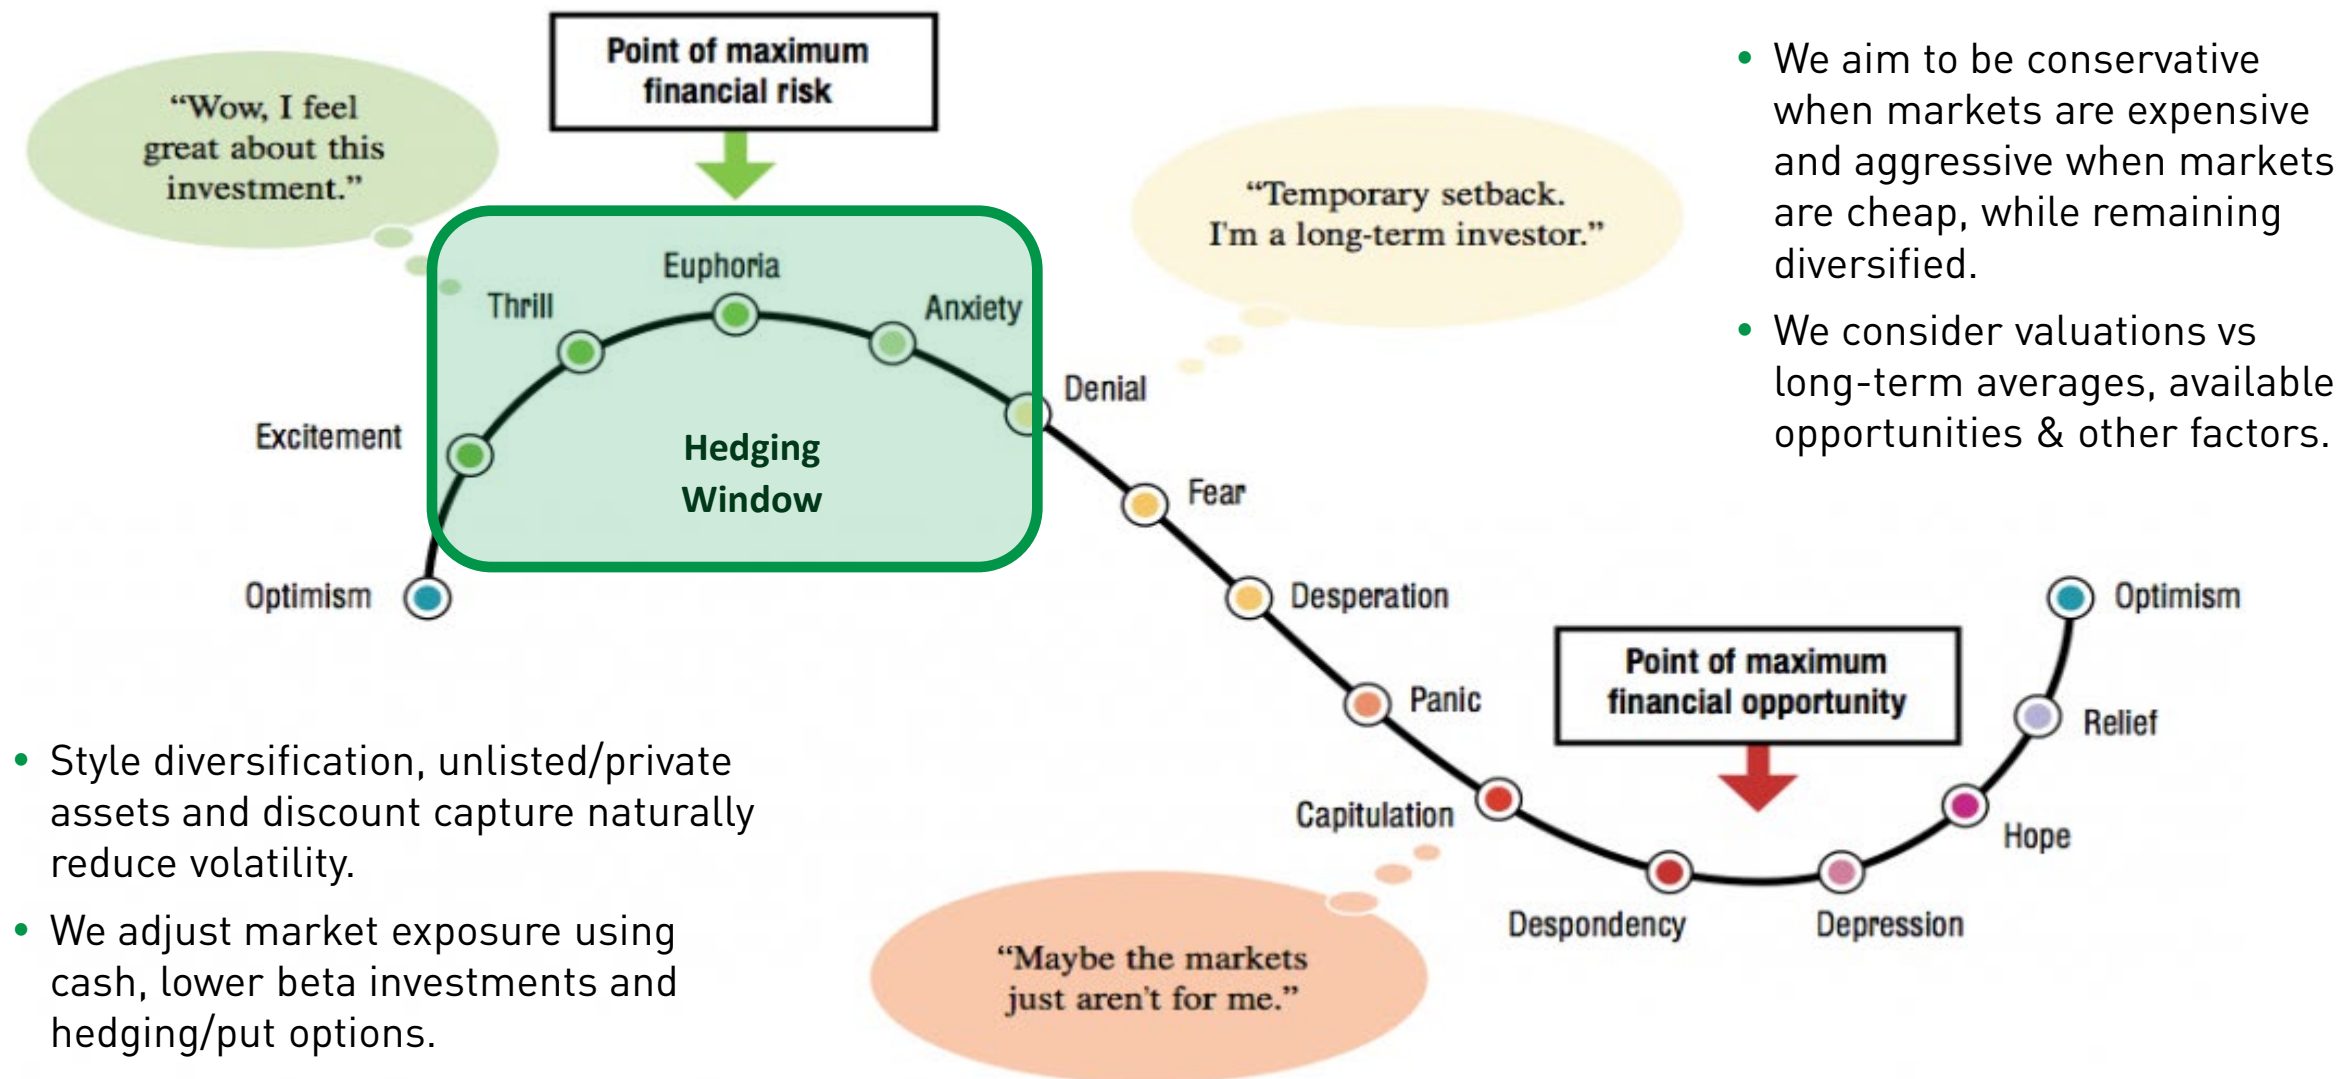 Point of maximum
financial risk
“Wow, I feel
great about this
investment.”
“Temporary setback.
I'm a long-term investor.”
• We aim to be conservative
when markets are expensive
and aggressive when markets
are cheap, while remaining
diversified.
• We consider valuations vs
long-term averages, available
opportunities & other factors.
Optimism
Excitement
Thrill
Euphoria
Anxiety
Denial
Hedging
Window
Fear
Desperation
Panic
Capitulation
Despondency
Depression
Hope
Relief
Optimism
Point of maximum
financial opportunity
“Maybe the markets
just aren't for me.”
• Style diversification, unlisted/private
assets and discount capture naturally
reduce volatility.
• We adjust market exposure using
cash, lower beta investments and
hedging/put options.